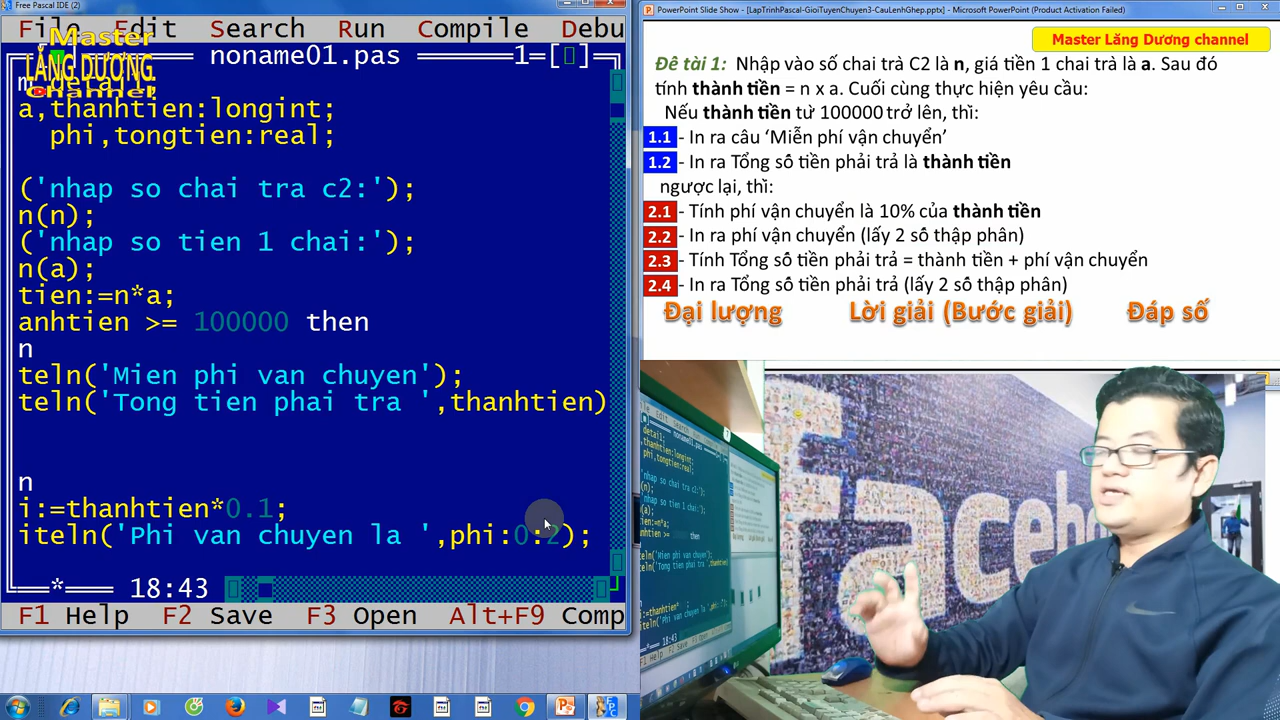 Free Pascal IDE (2)
File Edit Search Run Compile Debu
noname01.pas 1=[ ]
m detail;
a,thanhtien:longint;
phi,tongtien:real;
('nhap so chai tra c2:');
n(n);
('nhap so tien 1 chai:');
n(a);
tien:=n*a;
anhtien >= 100000 then
n
teln('Mien phi van chuyen');
teln('Tong tien phai tra ',thanhtien)
n
i:=thanhtien*0.1;
iteln('Phi van chuyen la ',phi:0:2);
* 18:43
F1 Help F2 Save F3 Open Alt+F9 Comp
Master
LĂNG DƯƠNG
Channel
PowerPoint Slide Show - [LapTrinhPascal-GioiTuyenChuyen3-CauLenhGhep.pptx] - Microsoft PowerPoint (Product Activation Failed)
Master Lăng Dương channel
Đề tài 1: Nhập vào số chai trà C2 là n, giá tiền 1 chai trà là a. Sau đó
tính thành tiền = n x a. Cuối cùng thực hiện yêu cầu:
Nếu thành tiền từ 100000 trở lên, thì:
1.1 - In ra câu ‘Miễn phí vận chuyển’
1.2 - In ra Tổng số tiền phải trả là thành tiền
ngược lại, thì:
2.1 - Tính phí vận chuyển là 10% của thành tiền
2.2 - In ra phí vận chuyển (lấy 2 số thập phân)
2.3 - Tính Tổng số tiền phải trả = thành tiền + phí vận chuyển
2.4 - In ra Tổng số tiền phải trả (lấy 2 số thập phân)
Đại lượng Lời giải (Bước giải) Đáp số
faceb